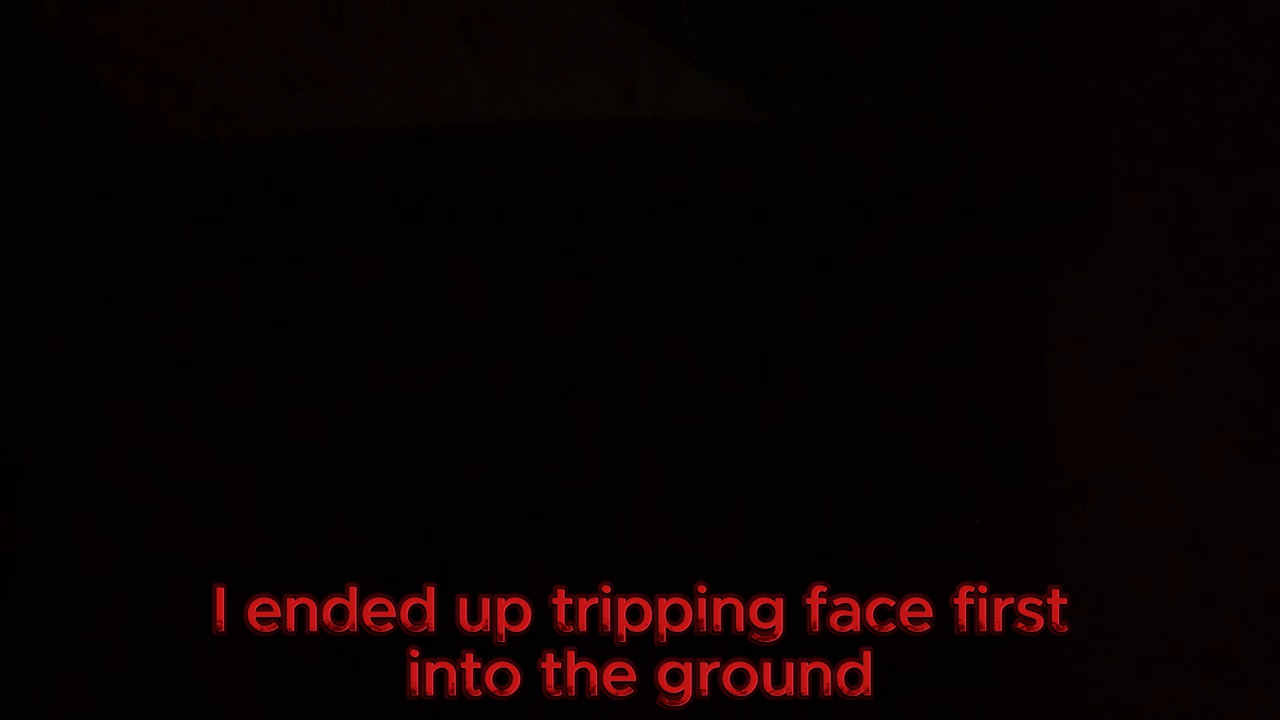 I ended up tripping face first
into the ground